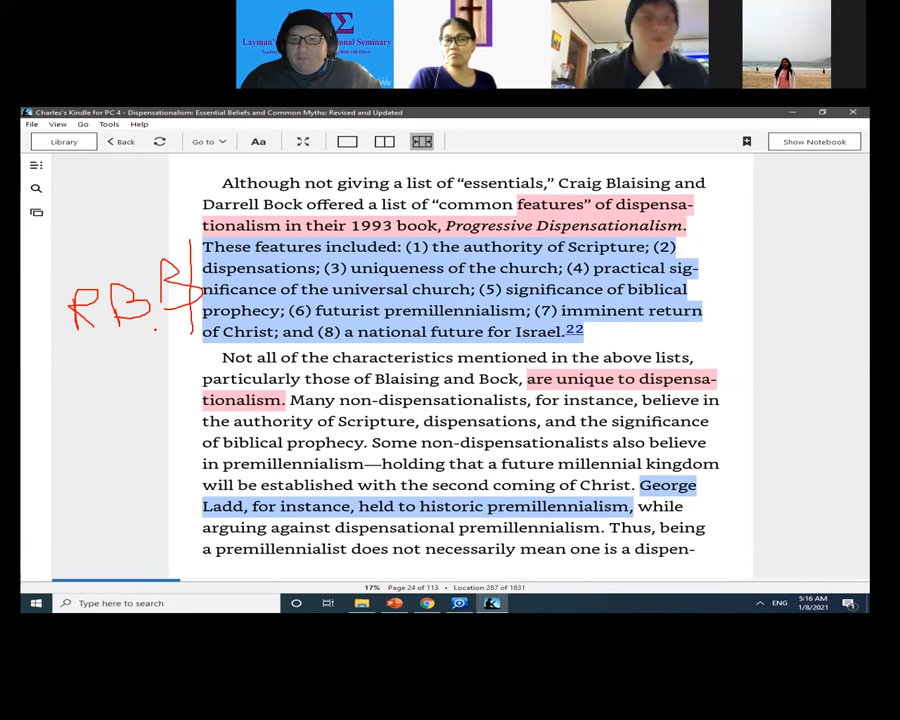 Layman's
onal Seminary
We
Charles's Kindle for PC 4 - Dispensationalism: Essential Beliefs and Common Myths: Revised and Updated
File View Go Tools Help
Library Back Go to Aa Show Notebook
Although not giving a list of “essentials,” Craig Blaising and
Darrell Bock offered a list of “common features” of dispensa-
tionalism in their 1993 book, Progressive Dispensationalism.
These features included: (1) the authority of Scripture; (2)
dispensations; (3) uniqueness of the church; (4) practical sig-
nificance of the universal church; (5) significance of biblical
prophecy; (6) futurist premillennialism; (7) imminent return
of Christ; and (8) a national future for Israel.22
R B. B
Not all of the characteristics mentioned in the above lists,
particularly those of Blaising and Bock, are unique to dispensa-
tionalism. Many non-dispensationalists, for instance, believe in
the authority of Scripture, dispensations, and the significance
of biblical prophecy. Some non-dispensationalists also believe
in premillennialism—holding that a future millennial kingdom
will be established with the second coming of Christ. George
Ladd, for instance, held to historic premillennialism, while
arguing against dispensational premillennialism. Thus, being
a premillennialist does not necessarily mean one is a dispen-
17% Page 24 of 113 Location 287 of 1831
Type here to search ENG 5:16 AM
1/8/2021